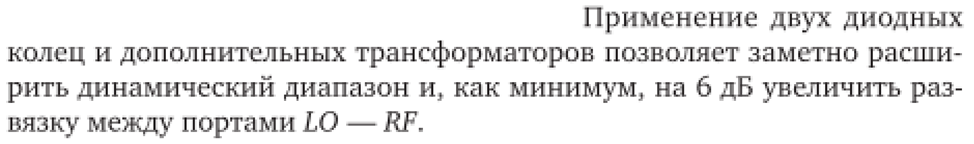 Применение двух диодных
колец и дополнительных трансформаторов позволяет заметно расши-
рить динамический диапазон и, как минимум, на 6 дБ увеличить раз-
вязку между портами LO — RF.